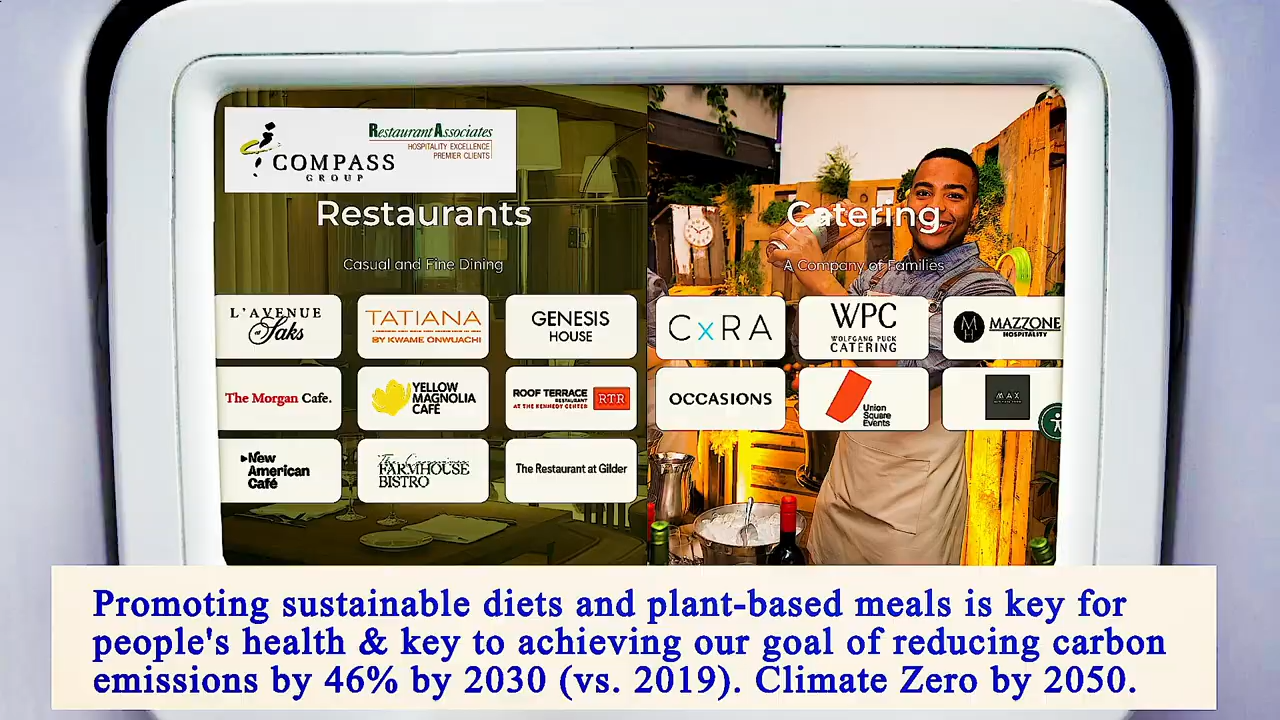 COMPASS
GROUP
Restaurant Associates
HOSPITALITY EXCELLENCE
PREMIER CLIENTS
Restaurants
Casual and Fine Dining
L'AVENUE
at Saks
TATIANA
BY KWAME ONWUACHI
GENESIS
HOUSE
The Morgan Cafe.
YELLOW
MAGNOLIA
CAFÉ
ROOF TERRACE
RESTAURANT
AT THE KENNEDY CENTER
RTR
New
American
Café
FARMHOUSE
BISTRO
The Restaurant at Gilder
Catering
A Company of Families
CxRA
WPC
WOLFGANG PUCK
CATERING
MH
MAZZONE
HOSPITALITY
OCCASIONS
Union
Square
Events
MAX
Promoting sustainable diets and plant-based meals is key for
people's health & key to achieving our goal of reducing carbon
emissions by 46% by 2030 (vs. 2019). Climate Zero by 2050.